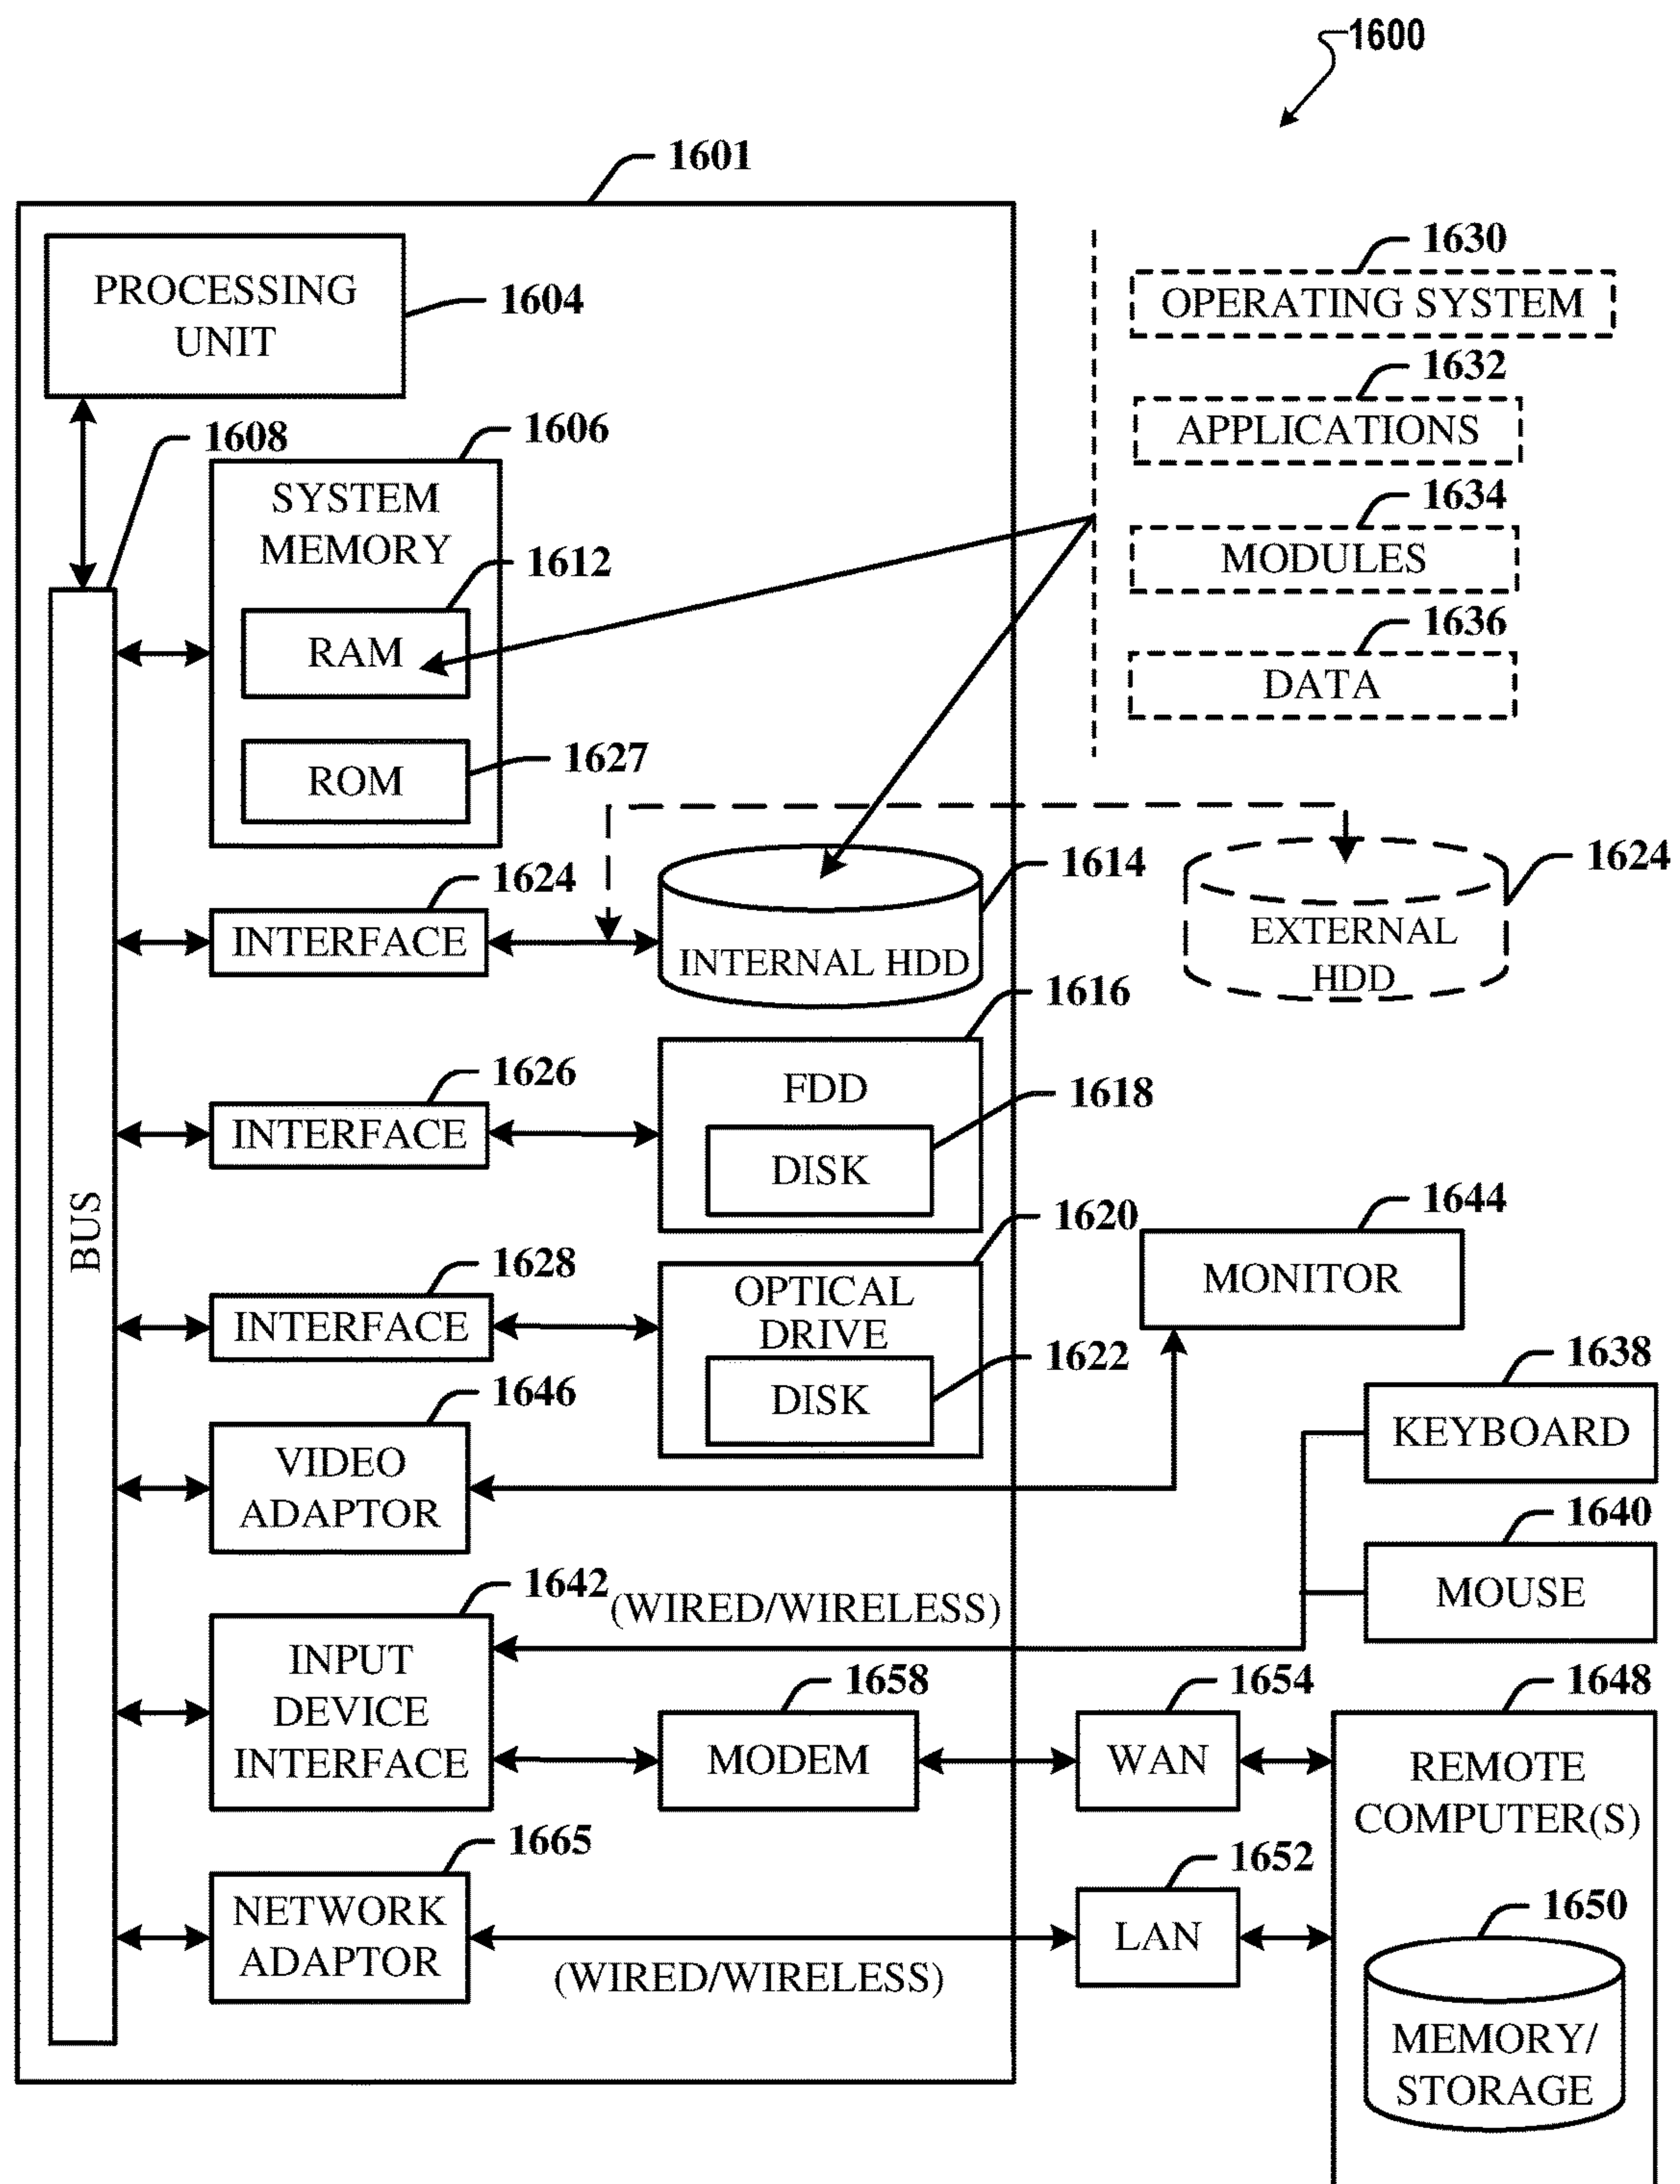 1600
1601
PROCESSING
UNIT
1604
1630
OPERATING SYSTEM
1632
APPLICATIONS
1634
MODULES
1636
DATA
1608
1606
SYSTEM
MEMORY
1612
RAM
1627
ROM
1624
INTERFACE
1614
INTERNAL HDD
1624
EXTERNAL
HDD
1616
FDD
1626
INTERFACE
1618
DISK
BUS
1620
OPTICAL
DRIVE
1628
INTERFACE
1622
DISK
1644
MONITOR
1646
VIDEO
ADAPTOR
1638
KEYBOARD
1640
MOUSE
1642
(WIRED/WIRELESS)
INPUT
DEVICE
INTERFACE
1658
MODEM
1654
WAN
1648
REMOTE
COMPUTER(S)
1665
NETWORK
ADAPTOR
(WIRED/WIRELESS)
1652
LAN
1650
MEMORY/
STORAGE